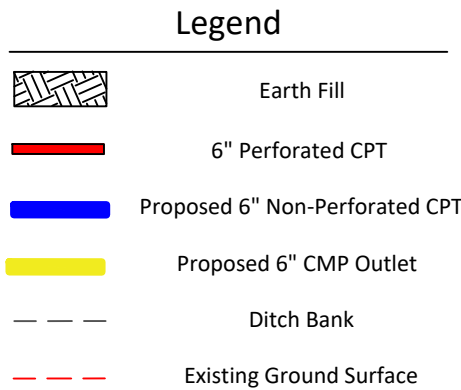 Legend
Earth Fill
6" Perforated CPT
Proposed 6" Non-Perforated CPT
Proposed 6" CMP Outlet
Ditch Bank
Existing Ground Surface